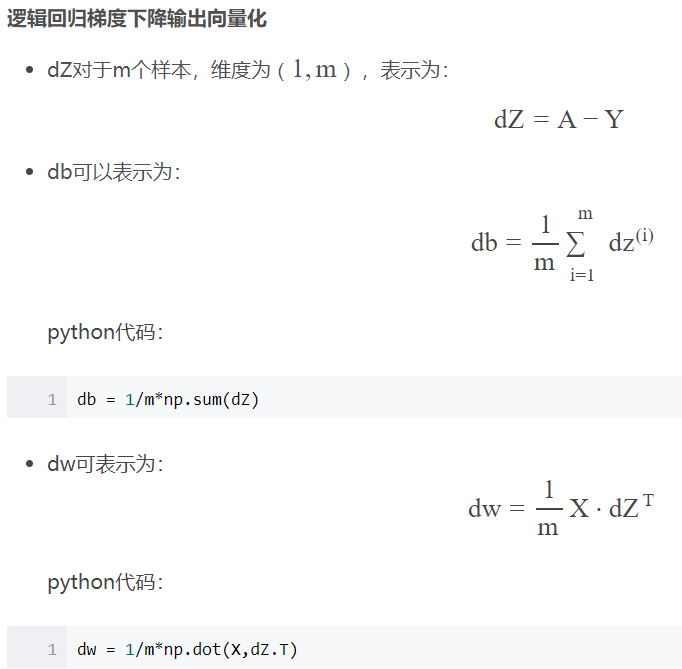 逻辑回归梯度下降输出向量化
• dZ对于m个样本，维度为（1,m），表示为：
dZ = A − Y
• db可以表示为：
db = \frac{1}{m} \sum_{i=1}^{m} dz^{(i)}
python代码：
1 db = 1/m*np.sum(dZ)
• dw可表示为：
dw = \frac{1}{m} X · dZ^{T}
python代码：
1 dw = 1/m*np.dot(X,dZ.T)